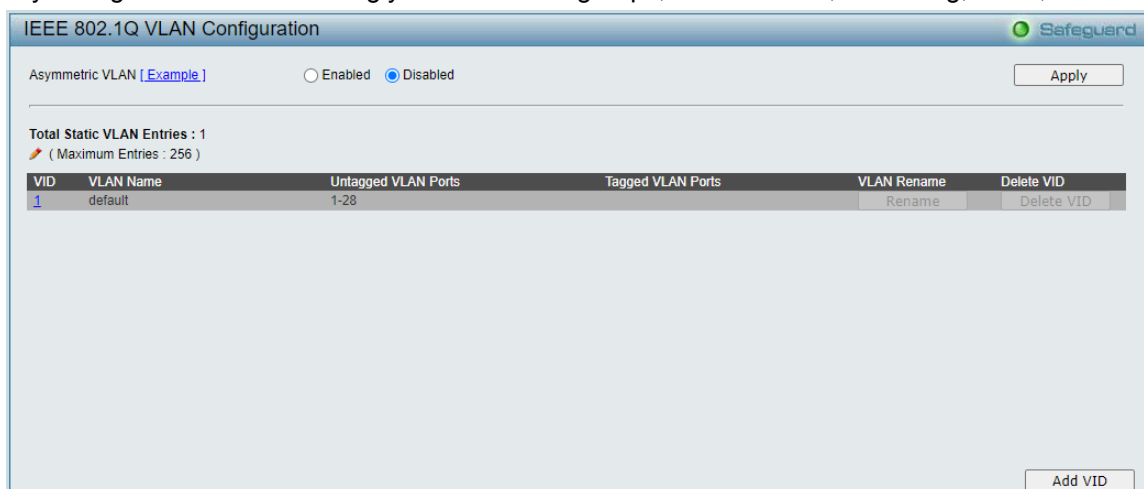 IEEE 802.1Q VLAN Configuration Safeguard
Asymmetric VLAN [ Example ] Enabled Disabled Apply
Total Static VLAN Entries : 1
( Maximum Entries : 256 )
VID VLAN Name Untagged VLAN Ports Tagged VLAN Ports VLAN Rename Delete VID
1 default 1-28 Rename Delete VID
Add VID